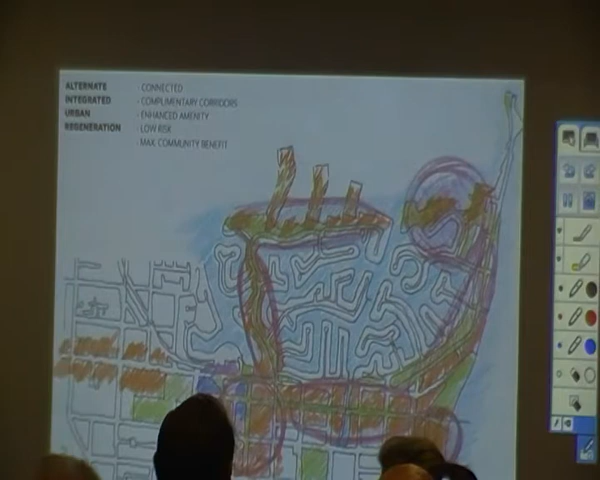 ALTERNATE - CONNECTED
INTEGRATED - COMPLIMENTARY CORRIDORS
URBAN - ENHANCED AMENITY
REGENERATION - LOW RISK
- MAX COMMUNITY BENEFIT